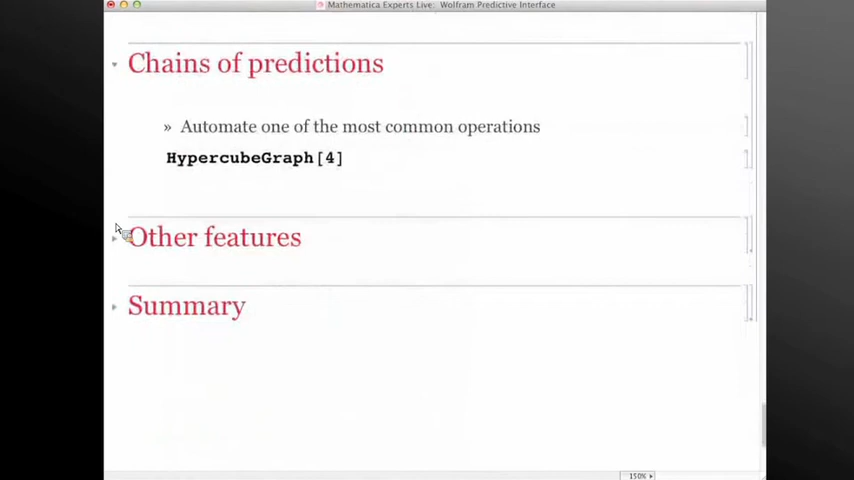 Mathematica Experts Live: Wolfram Predictive Interface
Chains of predictions
» Automate one of the most common operations
HypercubeGraph[4]
Other features
Summary
150%